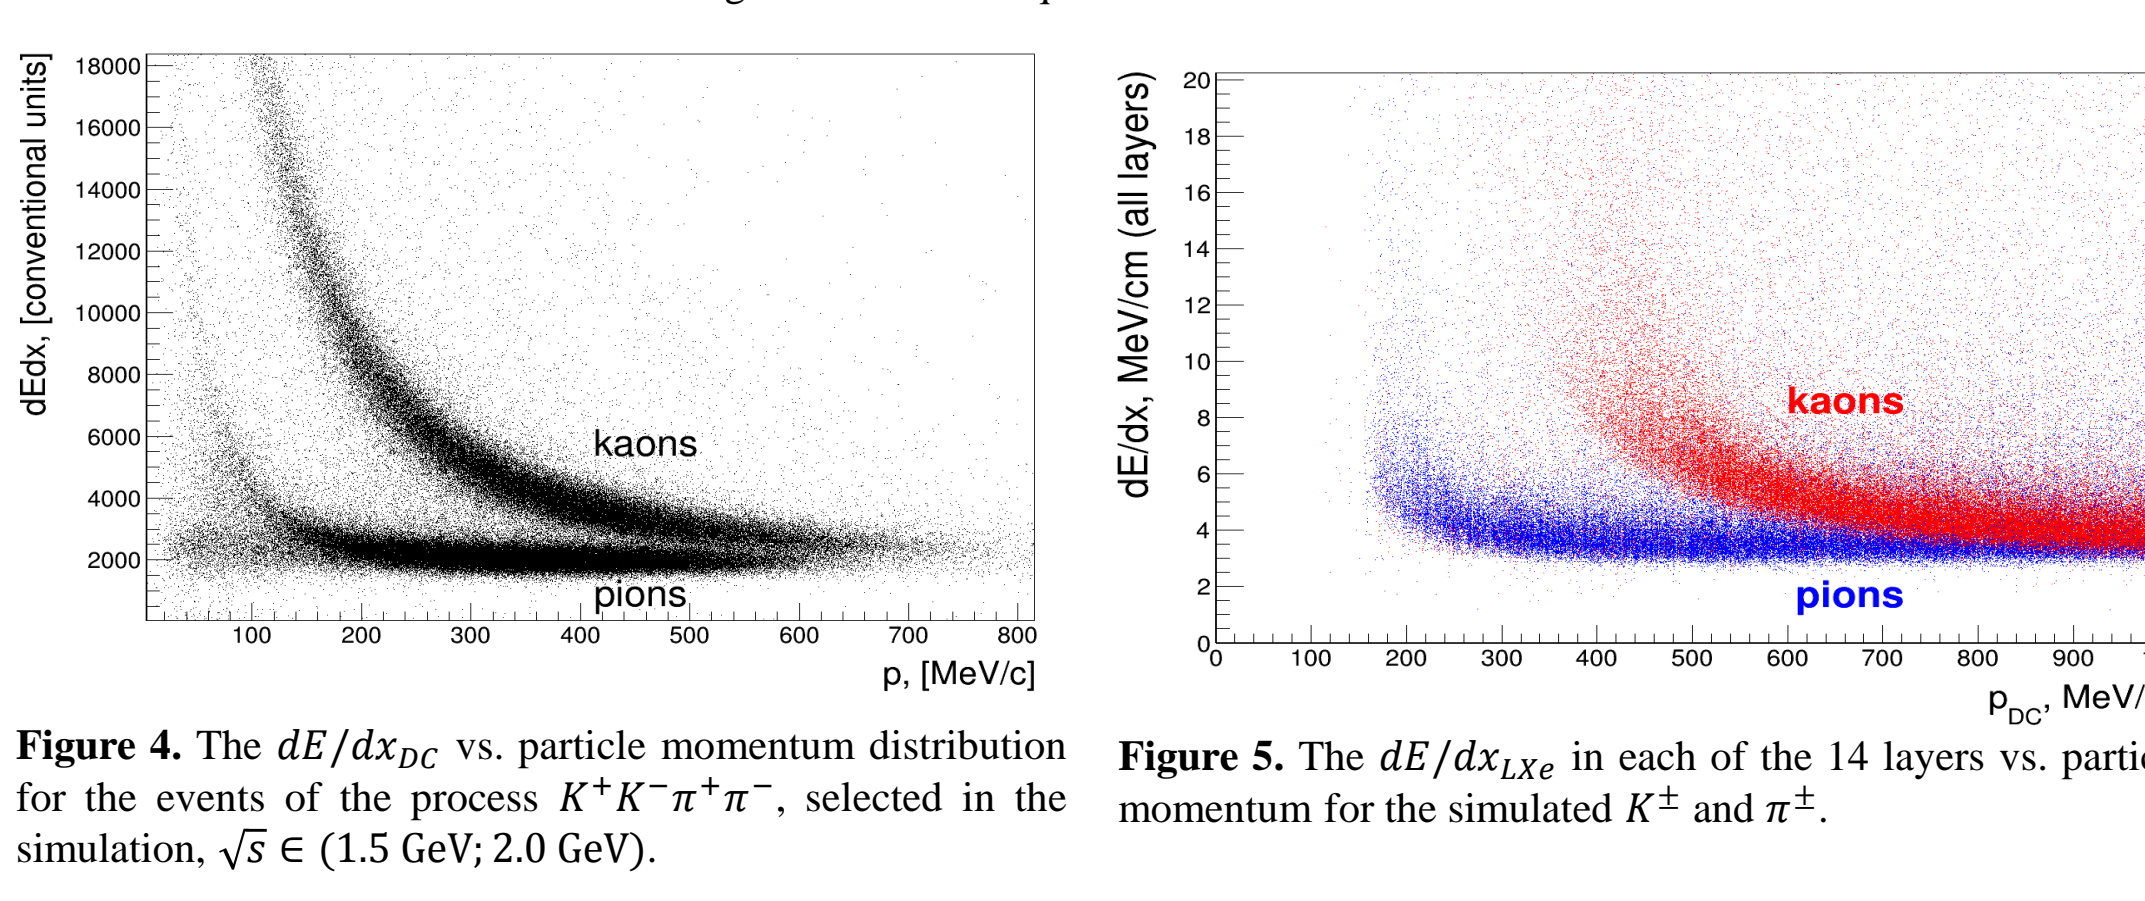 dEdx, [conventional units]
18000
16000
14000
12000
10000
8000
6000
4000
2000
kaons
pions
100 200 300 400 500 600 700 800
p, [MeV/c]
Figure 4. The dE/dx_DC vs. particle momentum distribution
for the events of the process K⁺K⁻π⁺π⁻, selected in the
simulation, √s ∈ (1.5 GeV; 2.0 GeV).
dE/dx, MeV/cm (all layers)
20
18
16
14
12
10
8
6
4
2
0
kaons
pions
0 100 200 300 400 500 600 700 800 900
p_DC, MeV/
Figure 5. The dE/dx_LXe in each of the 14 layers vs. partic
momentum for the simulated K± and π±.